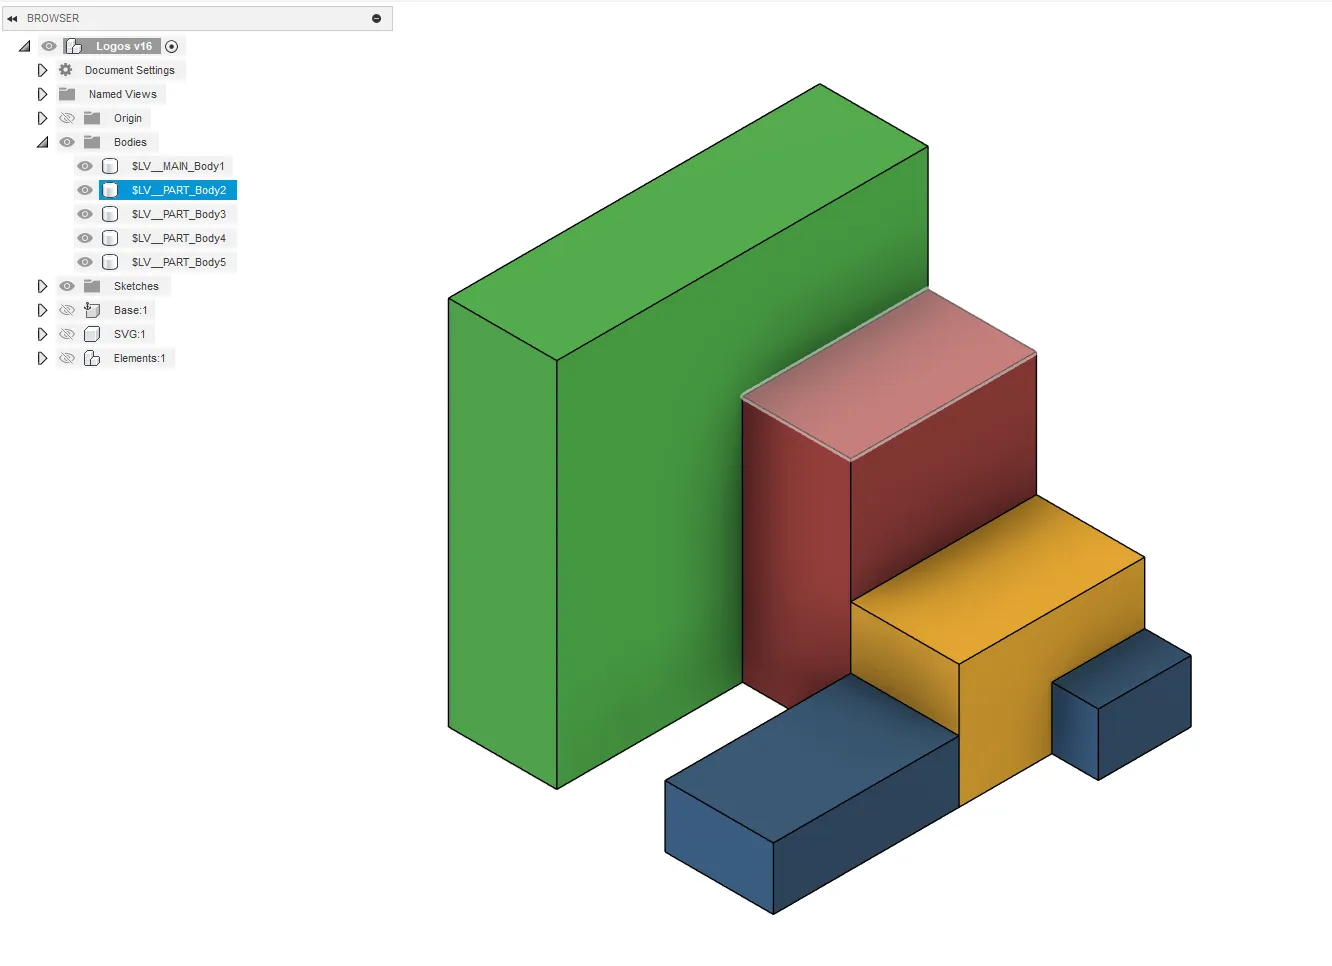 BROWSER
Logos v16
Document Settings
Named Views
Origin
Bodies
$LV__MAIN_Body1
$LV__PART_Body2
$LV__PART_Body3
$LV__PART_Body4
$LV__PART_Body5
Sketches
Base:1
SVG:1
Elements:1